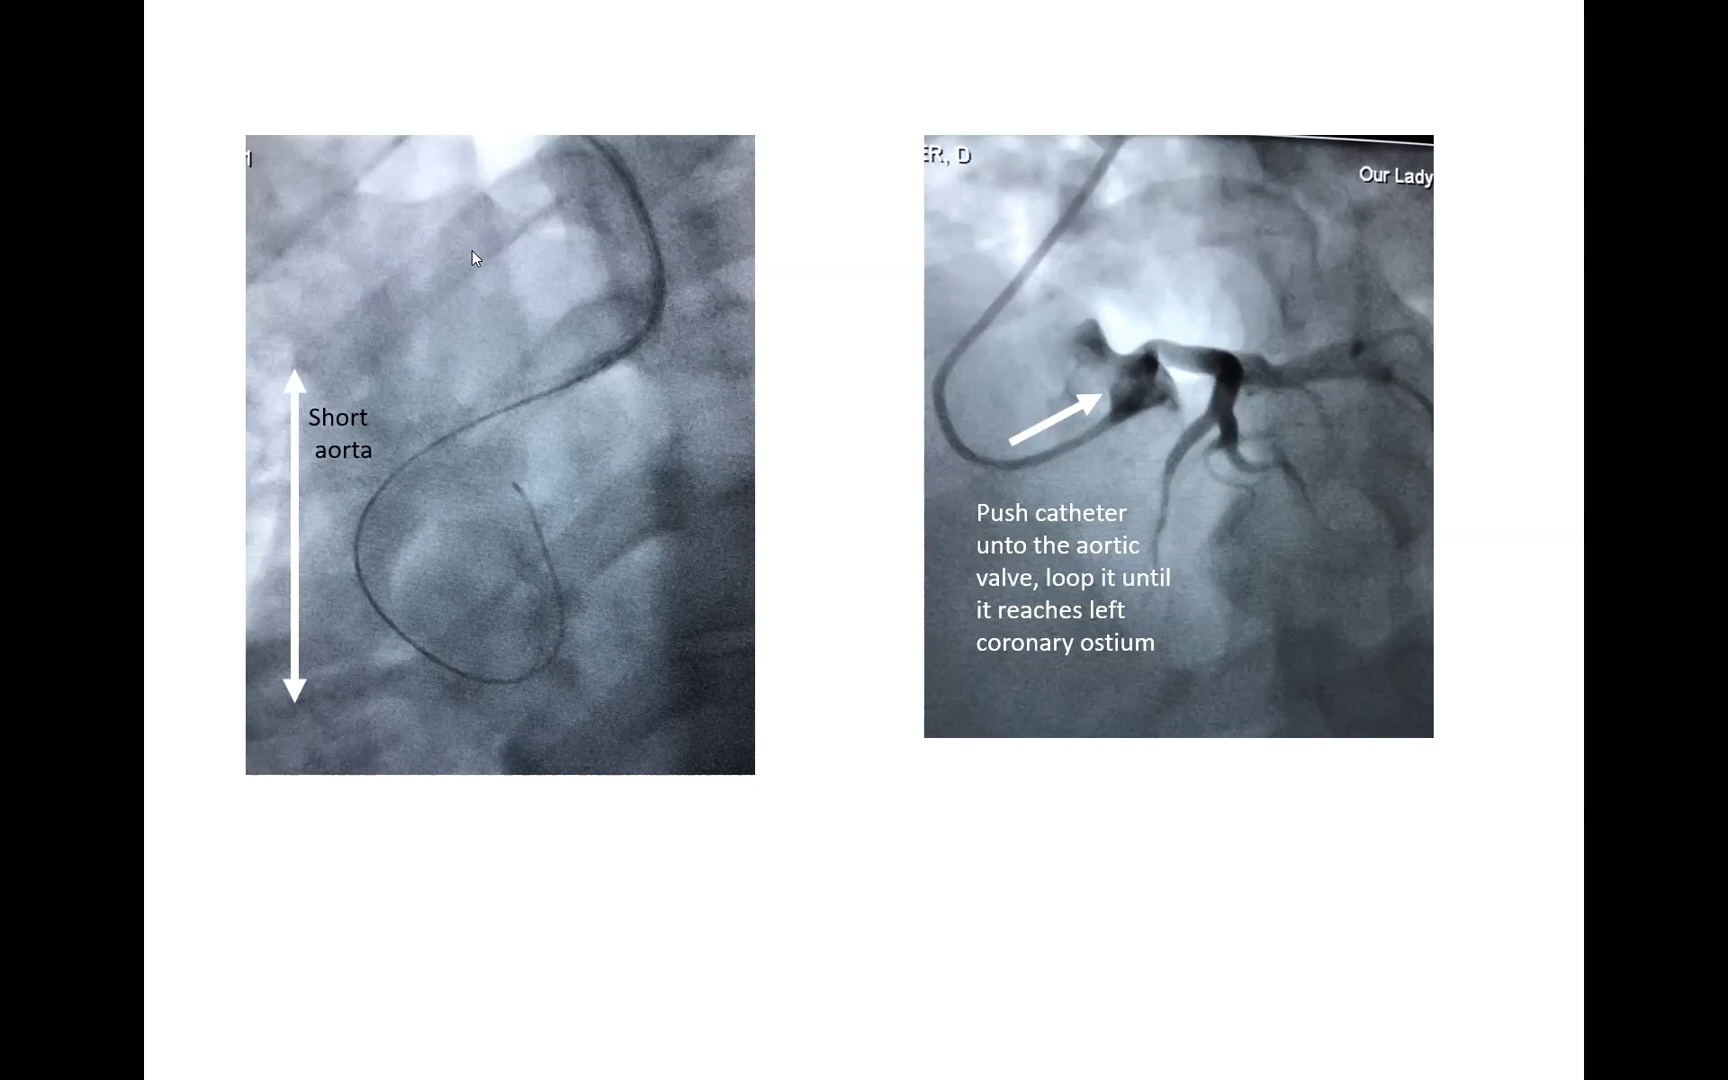 1
Short
aorta
ER, D
Our Lady
Push catheter
unto the aortic
valve, loop it until
it reaches left
coronary ostium